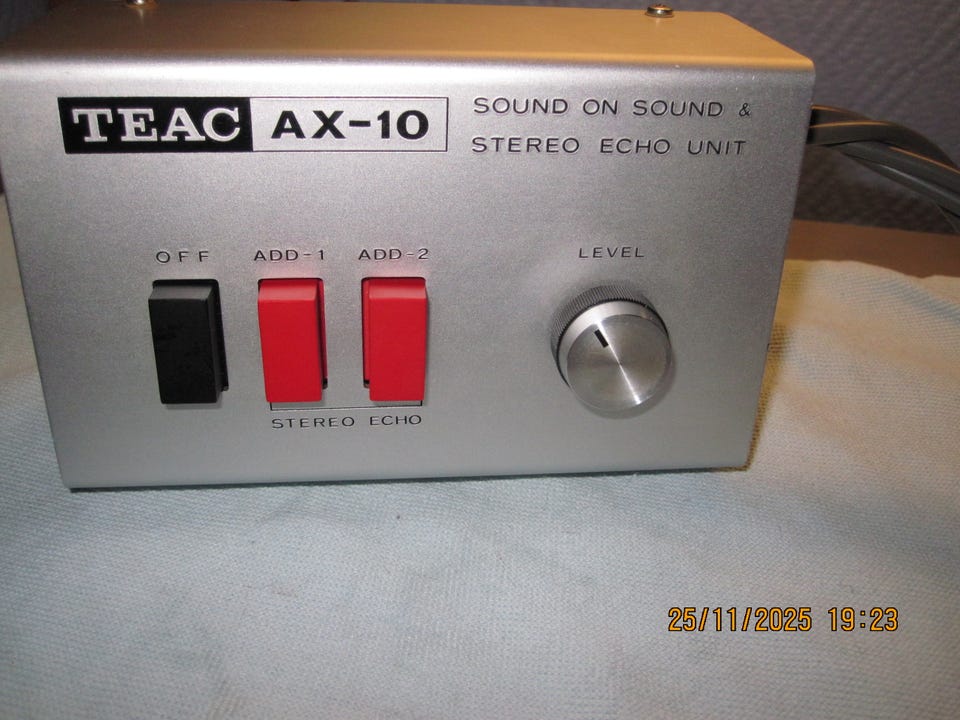 TEAC AX-10
SOUND ON SOUND &
STEREO ECHO UNIT
OFF ADD-1 ADD-2 LEVEL
STEREO ECHO
25/11/2025 19:23